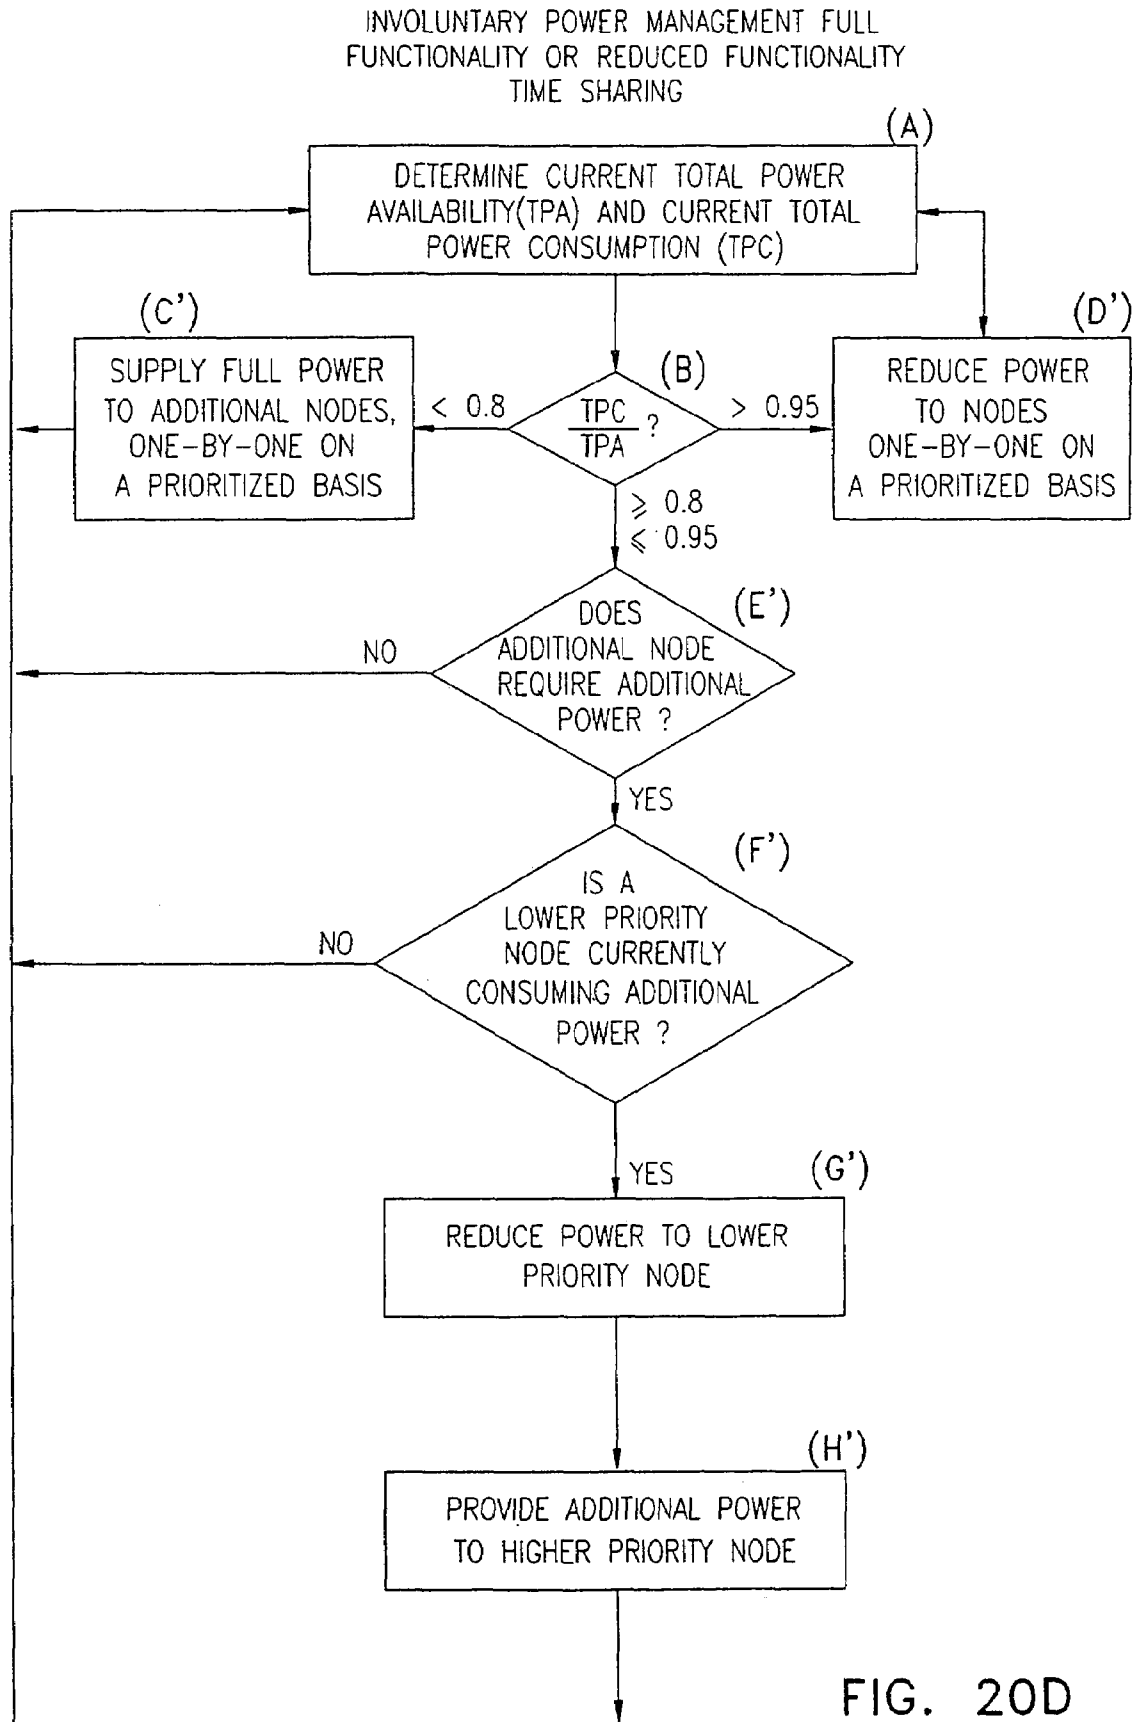 INVOLUNTARY POWER MANAGEMENT FULL
FUNCTIONALITY OR REDUCED FUNCTIONALITY
TIME SHARING
(A)
DETERMINE CURRENT TOTAL POWER
AVAILABILITY(TPA) AND CURRENT TOTAL
POWER CONSUMPTION (TPC)
(C')
SUPPLY FULL POWER
TO ADDITIONAL NODES,
ONE-BY-ONE ON
A PRIORITIZED BASIS
< 0.8
(B)
TPC
TPA
?
> 0.95
(D')
REDUCE POWER
TO NODES
ONE-BY-ONE ON
A PRIORITIZED BASIS
⩾ 0.8
⩽ 0.95
(E')
DOES
ADDITIONAL NODE
REQUIRE ADDITIONAL
POWER ?
NO
YES
(F')
IS A
LOWER PRIORITY
NODE CURRENTLY
CONSUMING ADDITIONAL
POWER ?
NO
YES
(G')
REDUCE POWER TO LOWER
PRIORITY NODE
(H')
PROVIDE ADDITIONAL POWER
TO HIGHER PRIORITY NODE
FIG. 20D